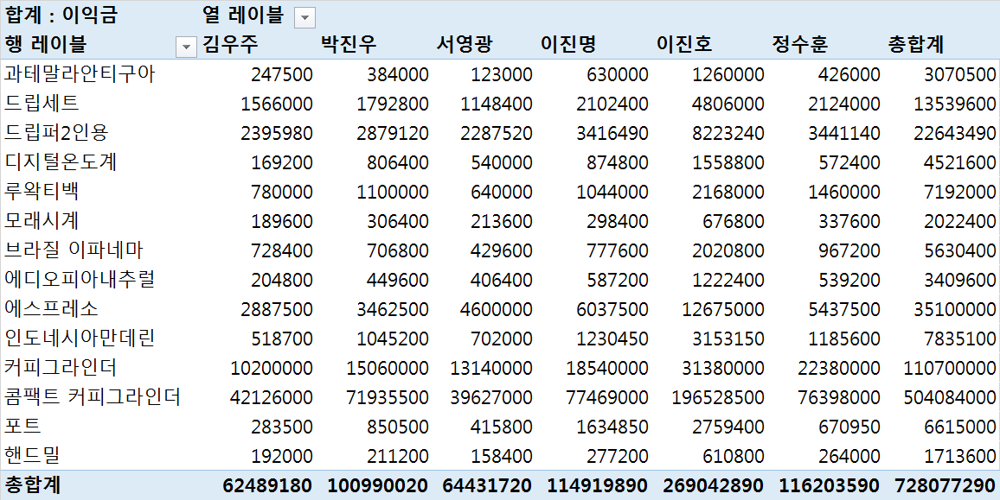 합계 : 이익금 열 레이블
행 레이블 김우주 박진우 서영광 이진명 이진호 정수훈 총합계
과테말라안티구아 247500 384000 123000 630000 1260000 426000 3070500
드립세트 1566000 1792800 1148400 2102400 4806000 2124000 13539600
드립퍼2인용 2395980 2879120 2287520 3416490 8223240 3441140 22643490
디지털온도계 169200 806400 540000 874800 1558800 572400 4521600
루왁티백 780000 1100000 640000 1044000 2168000 1460000 7192000
모래시계 189600 306400 213600 298400 676800 337600 2022400
브라질 이파네마 728400 706800 429600 777600 2020800 967200 5630400
에디오피아내추럴 204800 449600 406400 587200 1222400 539200 3409600
에스프레소 2887500 3462500 4600000 6037500 12675000 5437500 35100000
인도네시아만데린 518700 1045200 702000 1230450 3153150 1185600 7835100
커피그라인더 10200000 15060000 13140000 18540000 31380000 22380000 110700000
콤팩트 커피그라인더 42126000 71935500 39627000 77469000 196528500 76398000 504084000
포트 283500 850500 415800 1634850 2759400 670950 6615000
핸드밀 192000 211200 158400 277200 610800 264000 1713600
총합계 62489180 100990020 64431720 114919890 269042890 116203590 728077290